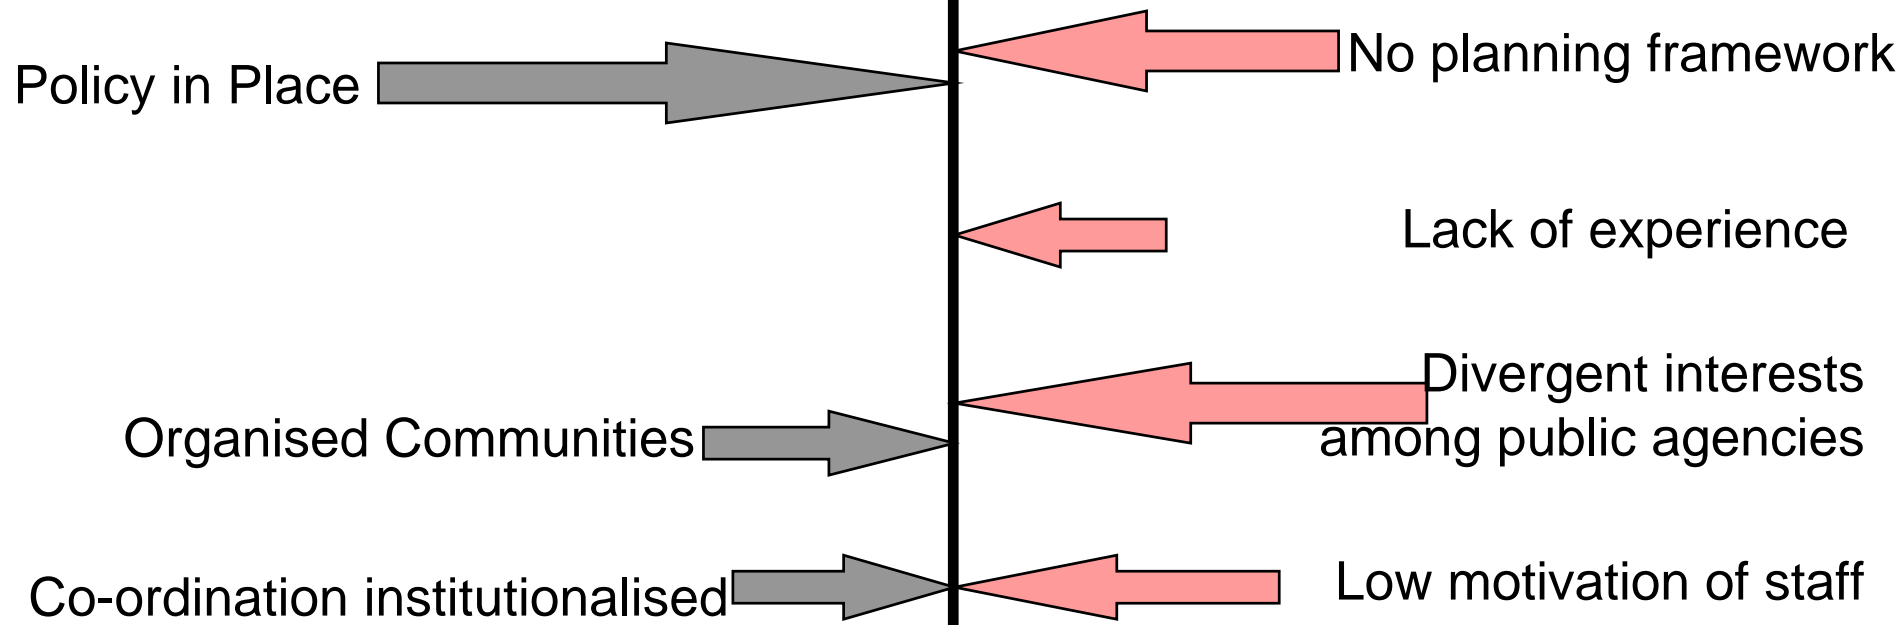 Policy in Place
No planning framework
Lack of experience
Divergent interests
among public agencies
Organised Communities
Co-ordination institutionalised
Low motivation of staff